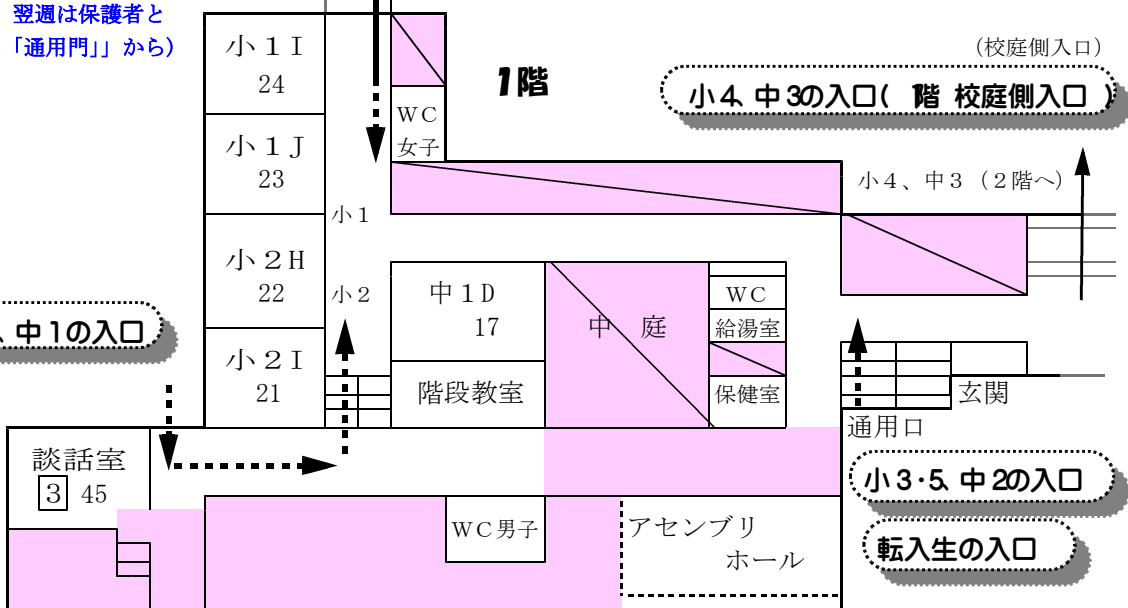 翌週は保護者と
「通用門」」から）
小１I
24
1階
（校庭側入口）
小4、中3の入口( 1階 校庭側入口 )
WC
女子
小１J
23
小４、中３（２階へ）
小１
小２H
22
小２
中１D
17
中　庭
WC
給湯室
、中1の入口
小２I
21
階段教室
保健室
玄関
通用口
談話室
3 45
小3・5、中2の入口
WC男子
アセンブリ
ホール
転入生の入口